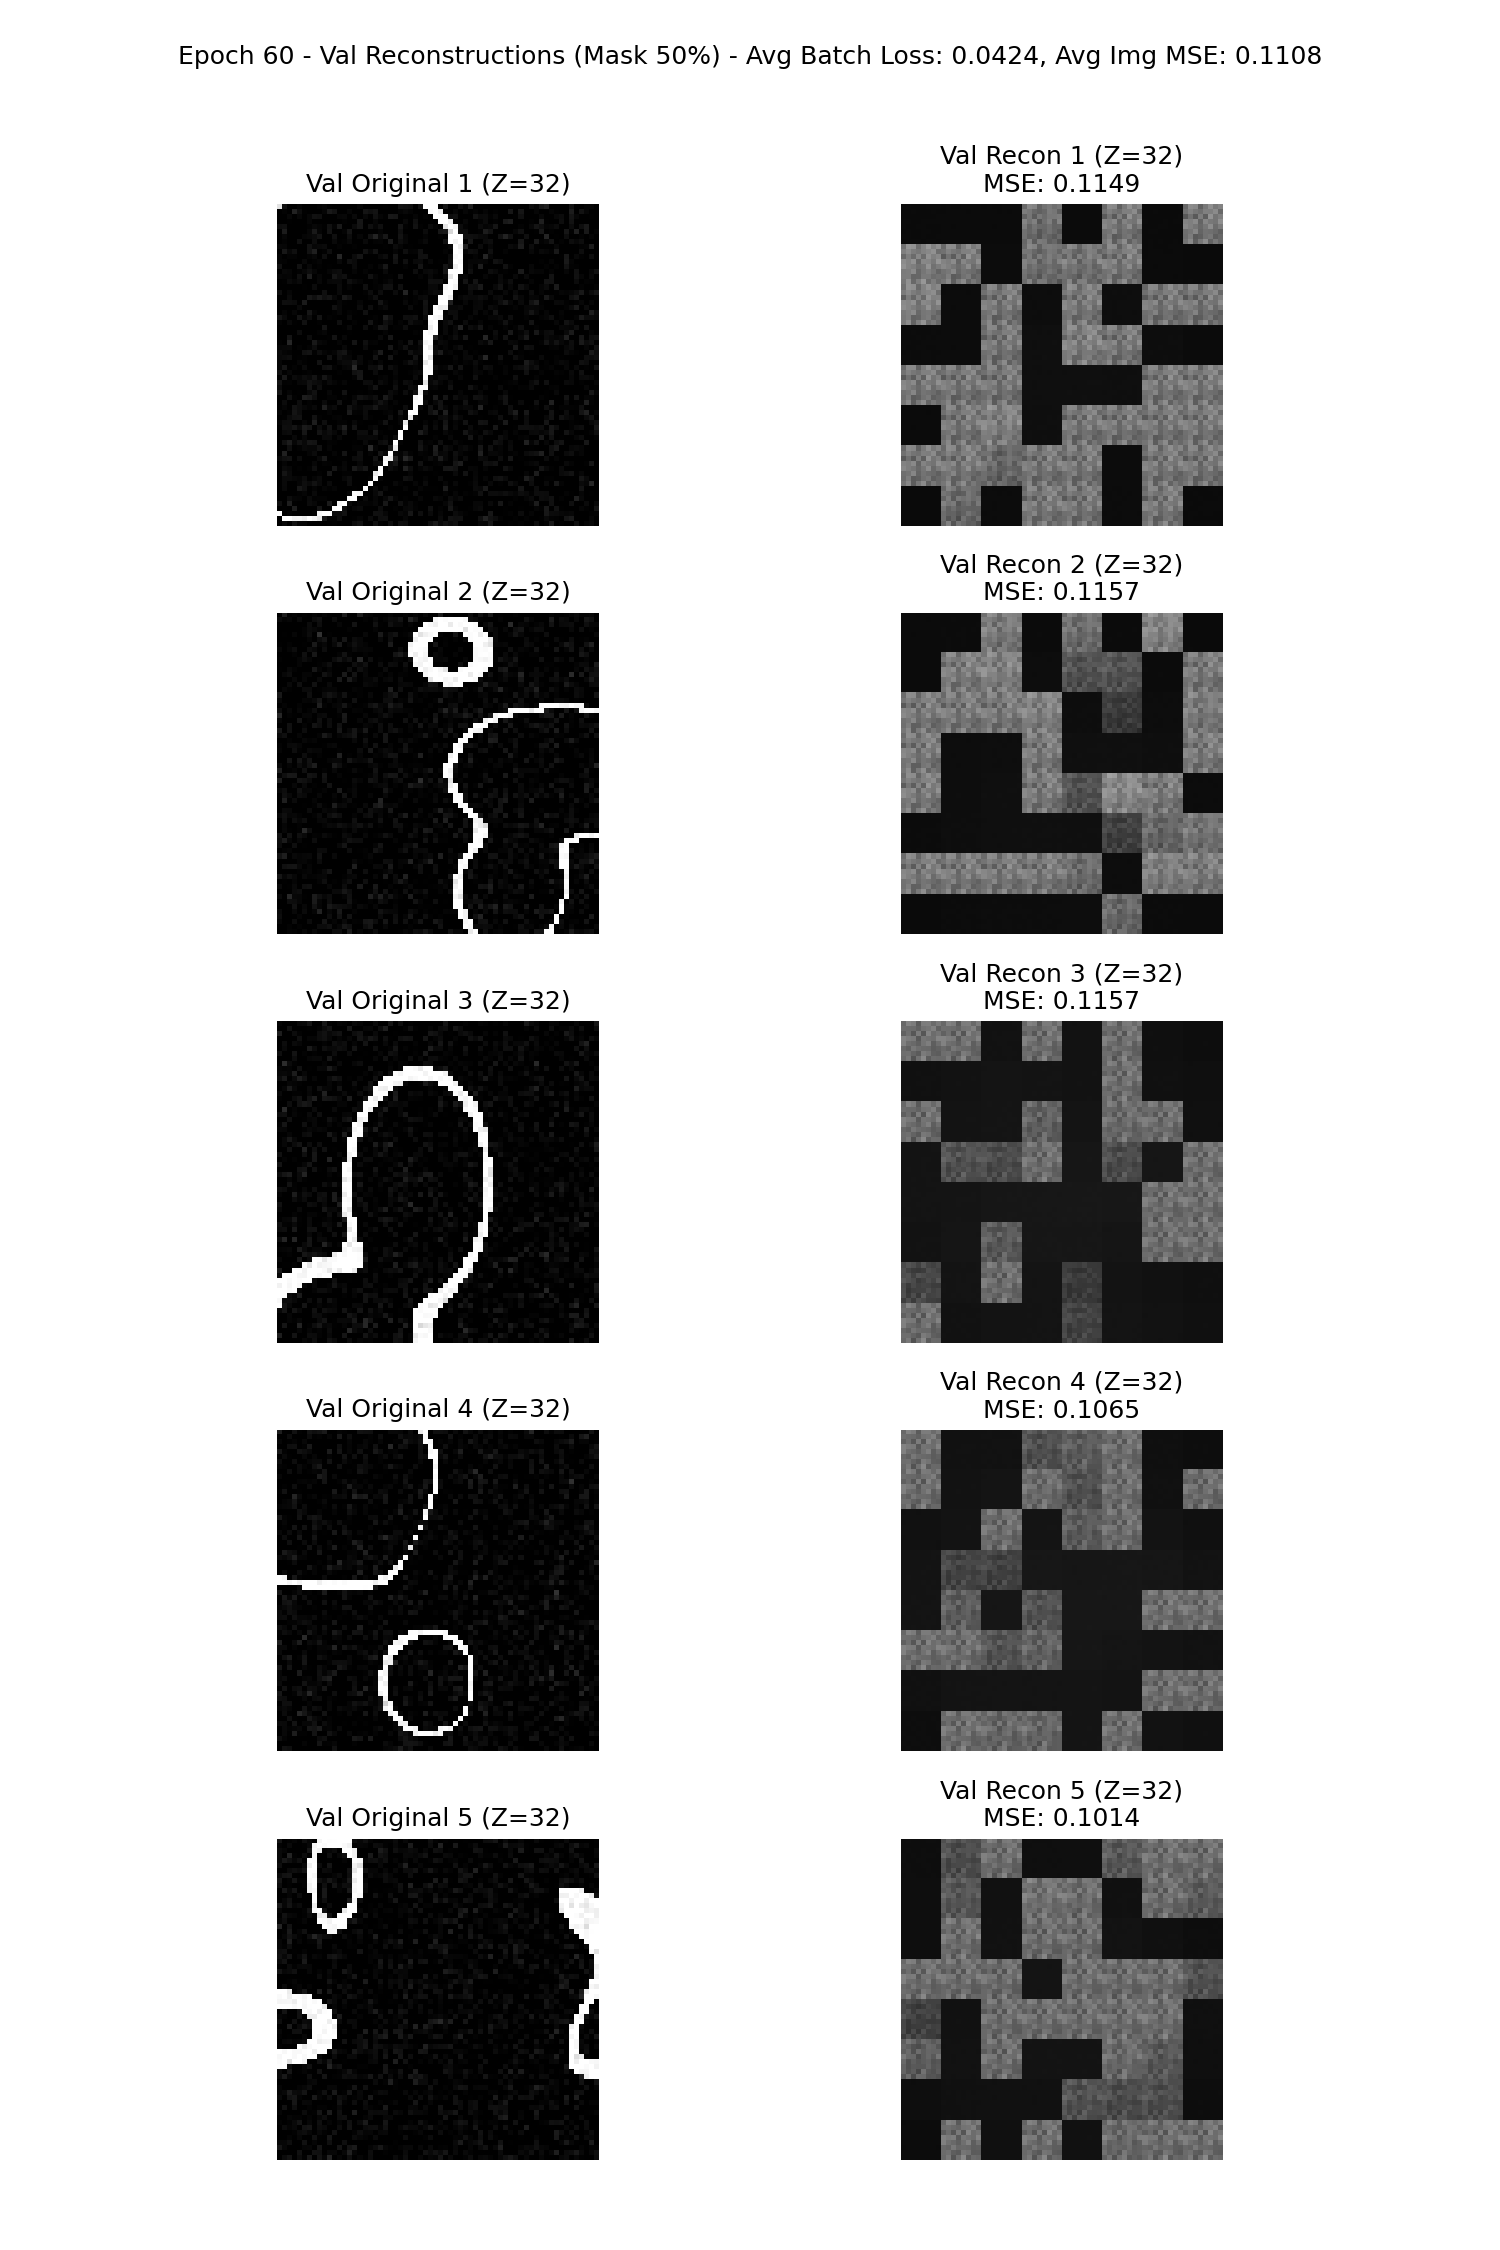 Epoch 60 - Val Reconstructions (Mask 50%) - Avg Batch Loss: 0.0424, Avg Img MSE: 0.1108
Val Original 1 (Z=32)
Val Recon 1 (Z=32)
MSE: 0.1149
Val Original 2 (Z=32)
Val Recon 2 (Z=32)
MSE: 0.1157
Val Original 3 (Z=32)
Val Recon 3 (Z=32)
MSE: 0.1157
Val Original 4 (Z=32)
Val Recon 4 (Z=32)
MSE: 0.1065
Val Original 5 (Z=32)
Val Recon 5 (Z=32)
MSE: 0.1014